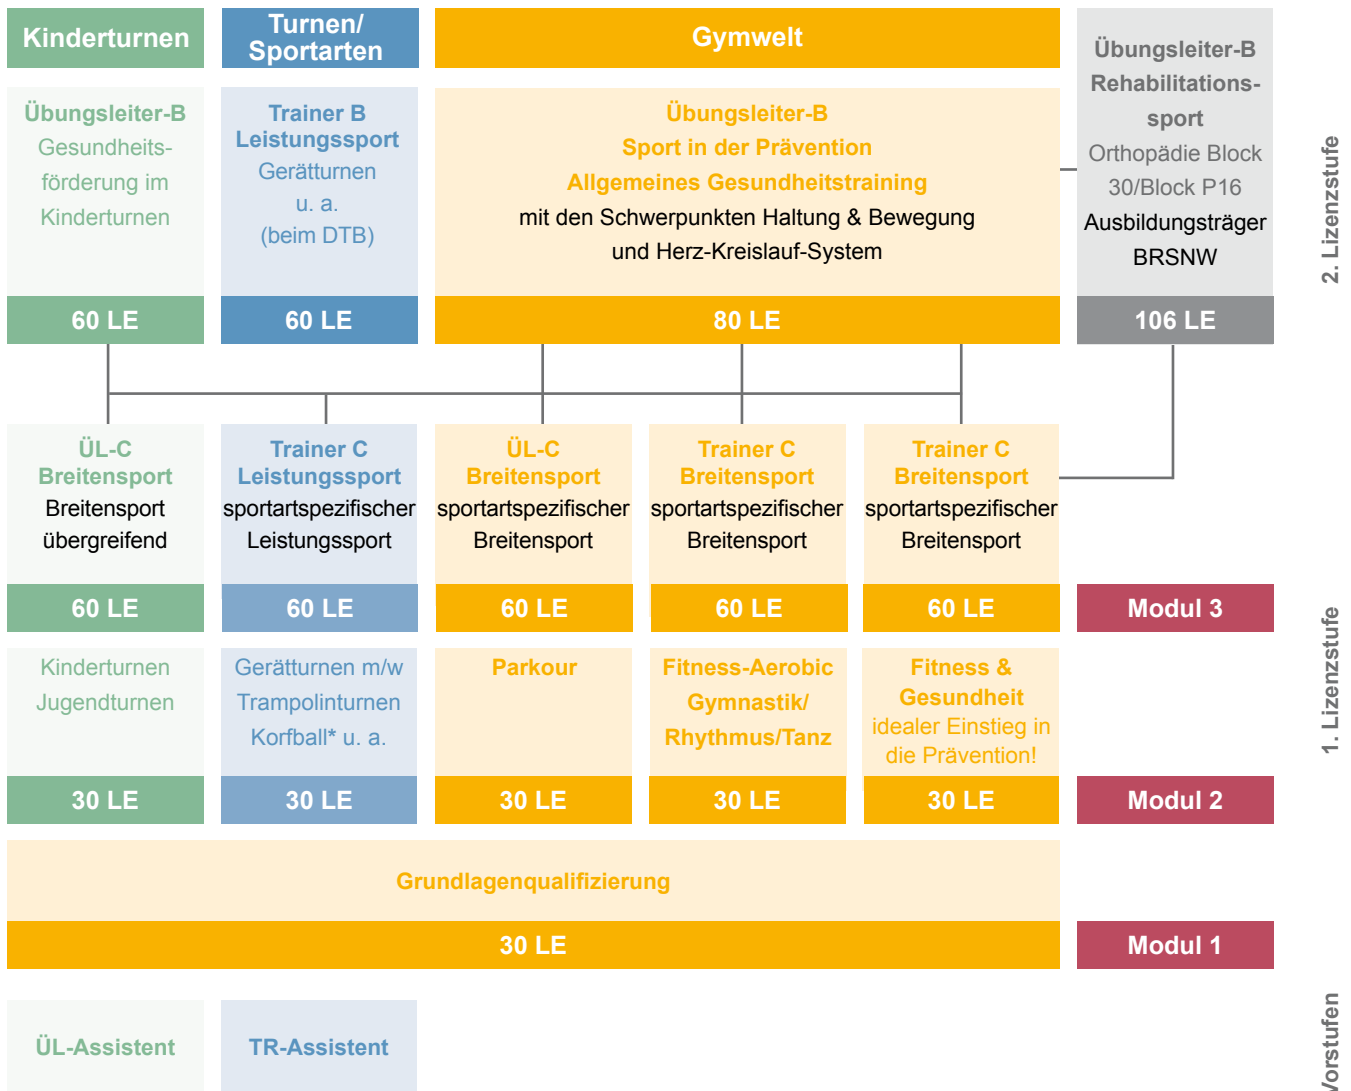 Kinderturnen
Turnen/
Sportarten
Gymwelt
Übungsleiter-B
Gesundheits-
förderung im
Kinderturnen
60 LE
Trainer B
Leistungssport
Gerätturnen
u. a.
(beim DTB)
60 LE
Übungsleiter-B
Sport in der Prävention
Allgemeines Gesundheitstraining
mit den Schwerpunkten Haltung & Bewegung
und Herz-Kreislauf-System
80 LE
Übungsleiter-B
Rehabilitations-
sport
Orthopädie Block
30/Block P16
Ausbildungsträger
BRSNW
106 LE
2. Lizenzstufe
ÜL-C
Breitensport
Breitensport
übergreifend
60 LE
Trainer C
Leistungssport
sportartspezifischer
Leistungssport
60 LE
ÜL-C
Breitensport
sportartspezifischer
Breitensport
60 LE
Trainer C
Breitensport
sportartspezifischer
Breitensport
60 LE
Trainer C
Breitensport
sportartspezifischer
Breitensport
60 LE
Modul 3
Kinderturnen
Jugendturnen
30 LE
Gerätturnen m/w
Trampolinturnen
Korfball* u. a.
30 LE
Parkour
30 LE
Fitness-Aerobic
Gymnastik/
Rhythmus/Tanz
30 LE
Fitness &
Gesundheit
idealer Einstieg in
die Prävention!
30 LE
Modul 2
1. Lizenzstufe
Grundlagenqualifizierung
30 LE
Modul 1
ÜL-Assistent
TR-Assistent
Vorstufen